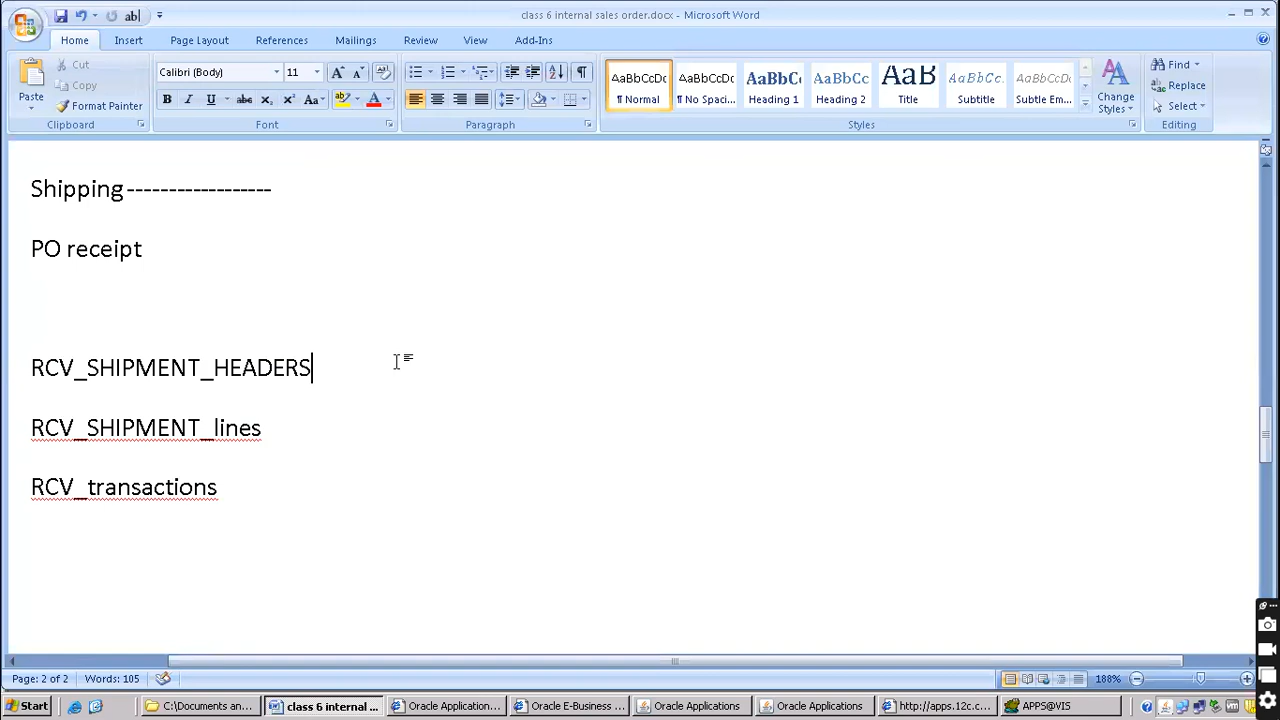 class 6 internal sales order.docx - Microsoft Word
Home Insert Page Layout References Mailings Review View Add-Ins
Paste
Cut
Copy
Format Painter
Clipboard
Calibri (Body) 11
Font
Paragraph
AaBbCcDc AaBbCcDc AaBbC AaBbCc AaB AaBbCc. AaBbCcDc
¶ Normal ¶ No Spaci... Heading 1 Heading 2 Title Subtitle Subtle Em...
Change Styles
Styles
Find
Replace
Select
Editing
Shipping------------------
PO receipt
RCV_SHIPMENT_HEADERS
RCV_SHIPMENT_lines
RCV_transactions
Page: 2 of 2 Words: 105 188%
Start C:\Documents an... class 6 internal ... Oracle Application... Oracle Business ... Oracle Applications Oracle Applications http://apps.12c.c... APPS@VIS